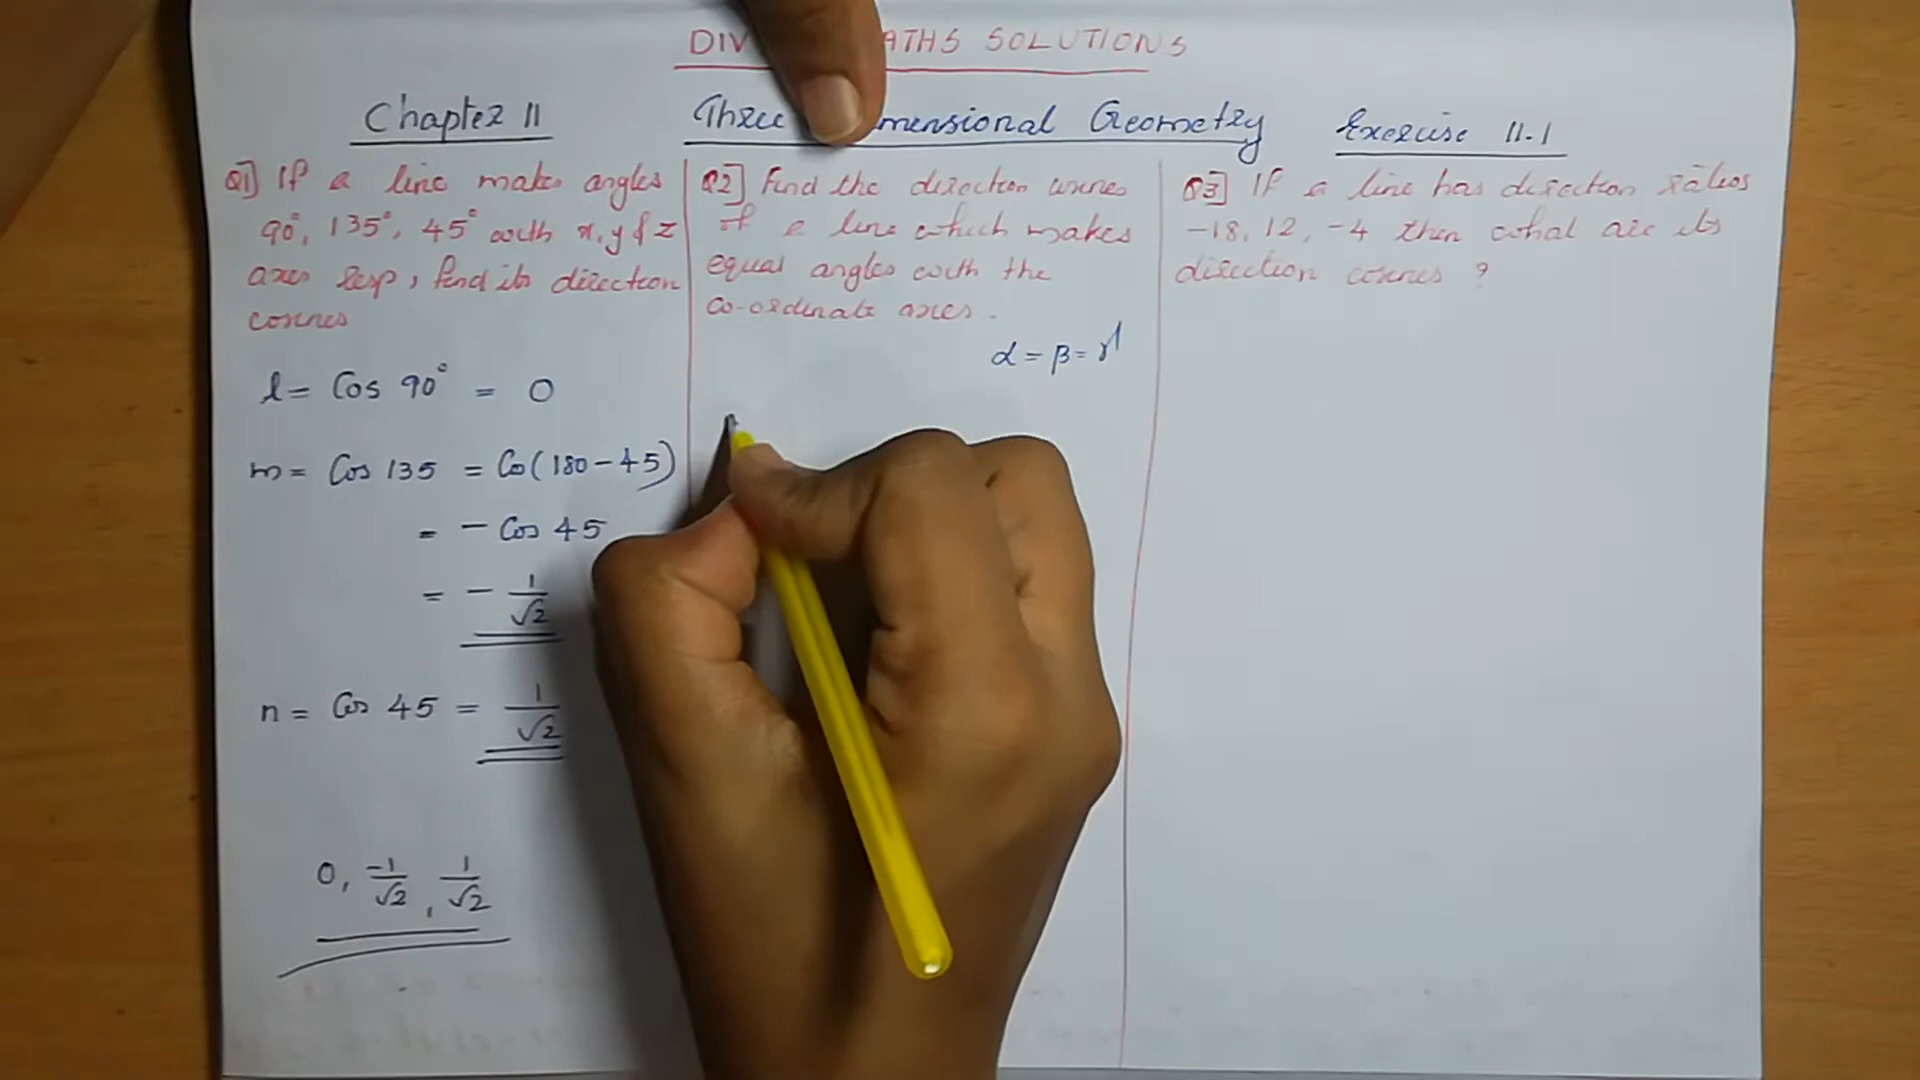 DIV ATHS SOLUTIONS
Chapter 11
Three mensional Geometry
Exercise 11.1
Q1] If a line makes angles
90°, 135°, 45° with x, y & z
axes resp, find its direction
cosines
l = Cos 90° = 0
m = Cos 135 = Cos(180-45)
= - Cos 45
= - 1/√2
n = Cos 45 = 1/√2
0, -1/√2, 1/√2
Q2] Find the direction cosines
of a line which makes
equal angles with the
co-ordinate axes.
α = β = γ
Q3] If a line has direction ratios
-18, 12, -4 then what are its
direction cosines ?